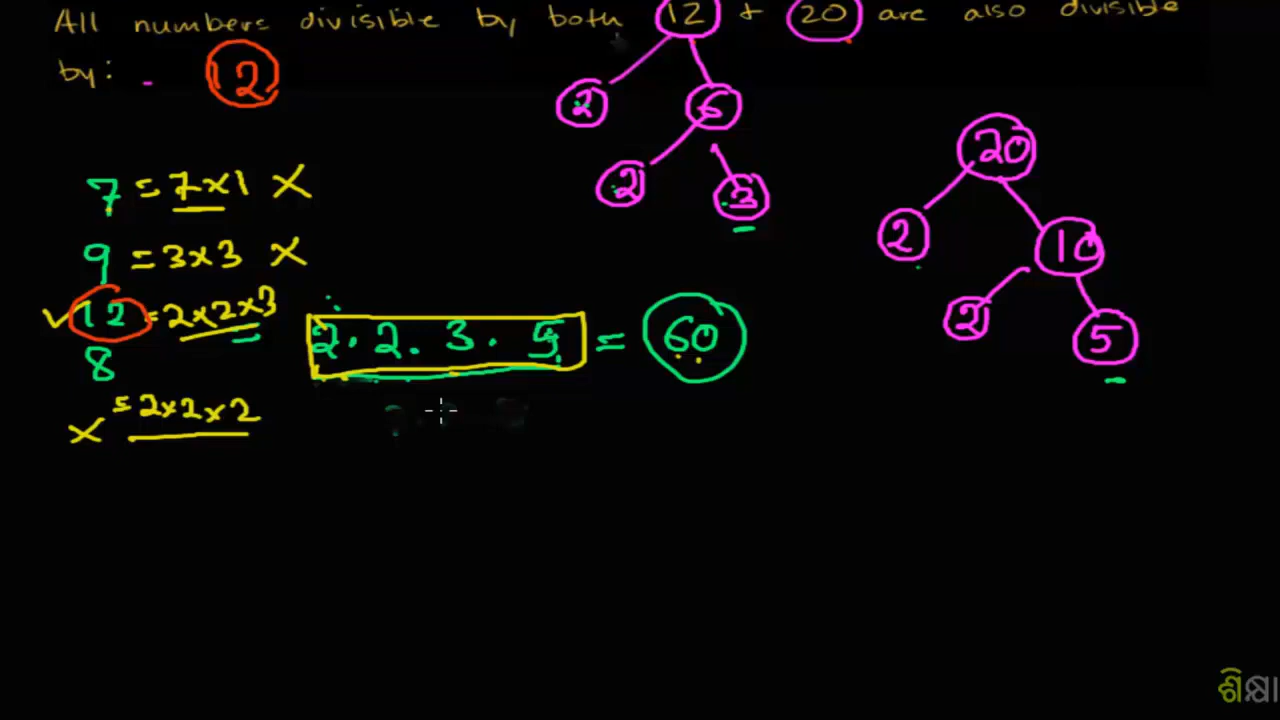 All numbers divisible by both 12 + 20 are also divisible
by: 12
2 6
2 3
20
2 10
2 5
7 = 7x1 X
9 = 3x3 X
✓ 12 = 2x2x3
8
X = 2x2x2
2 . 2 . 3 . 5 = 60
ଶିକ୍ଷା